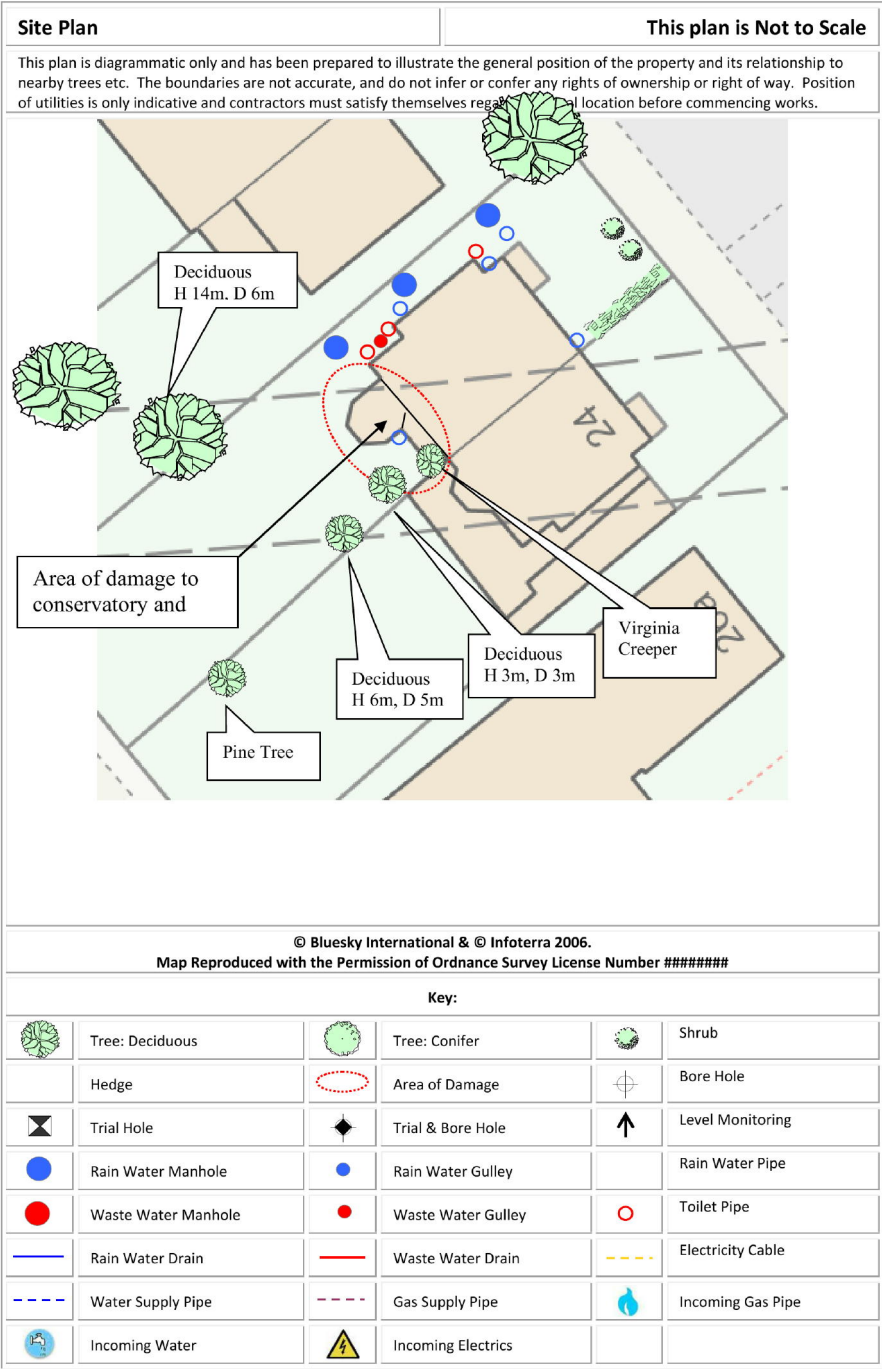 Site Plan
This plan is Not to Scale
This plan is diagrammatic only and has been prepared to illustrate the general position of the property and its relationship to
nearby trees etc. The boundaries are not accurate, and do not infer or confer any rights of ownership or right of way. Position
of utilities is only indicative and contractors must satisfy themselves location before commencing works.
Deciduous
H 14m. D 6m
24
Area of damage to
conservatory and
20a
Virginia
Creeper
Deciduous
H 3m, D 3m
Deciduous
H 6m, D 5m
Pine Tree
© Bluesky International & © Infoterra 2006.
Map Reproduced with the Permission of Ordnance Survey License Number ########
Key:
Tree: Deciduous
Tree: Conifer
Shrub
Hedge
Area of Damage
Bore Hole
Trial Hole
Trial & Bore Hole
Level Monitoring
Rain Water Manhole
Rain Water Gulley
Rain Water Pipe
Waste Water Manhole
Waste Water Gulley
Toilet Pipe
Rain Water Drain
Waste Water Drain
Electricity Cable
Water Supply Pipe
Gas Supply Pipe
Incoming Gas Pipe
Incoming Water
Incoming Electrics